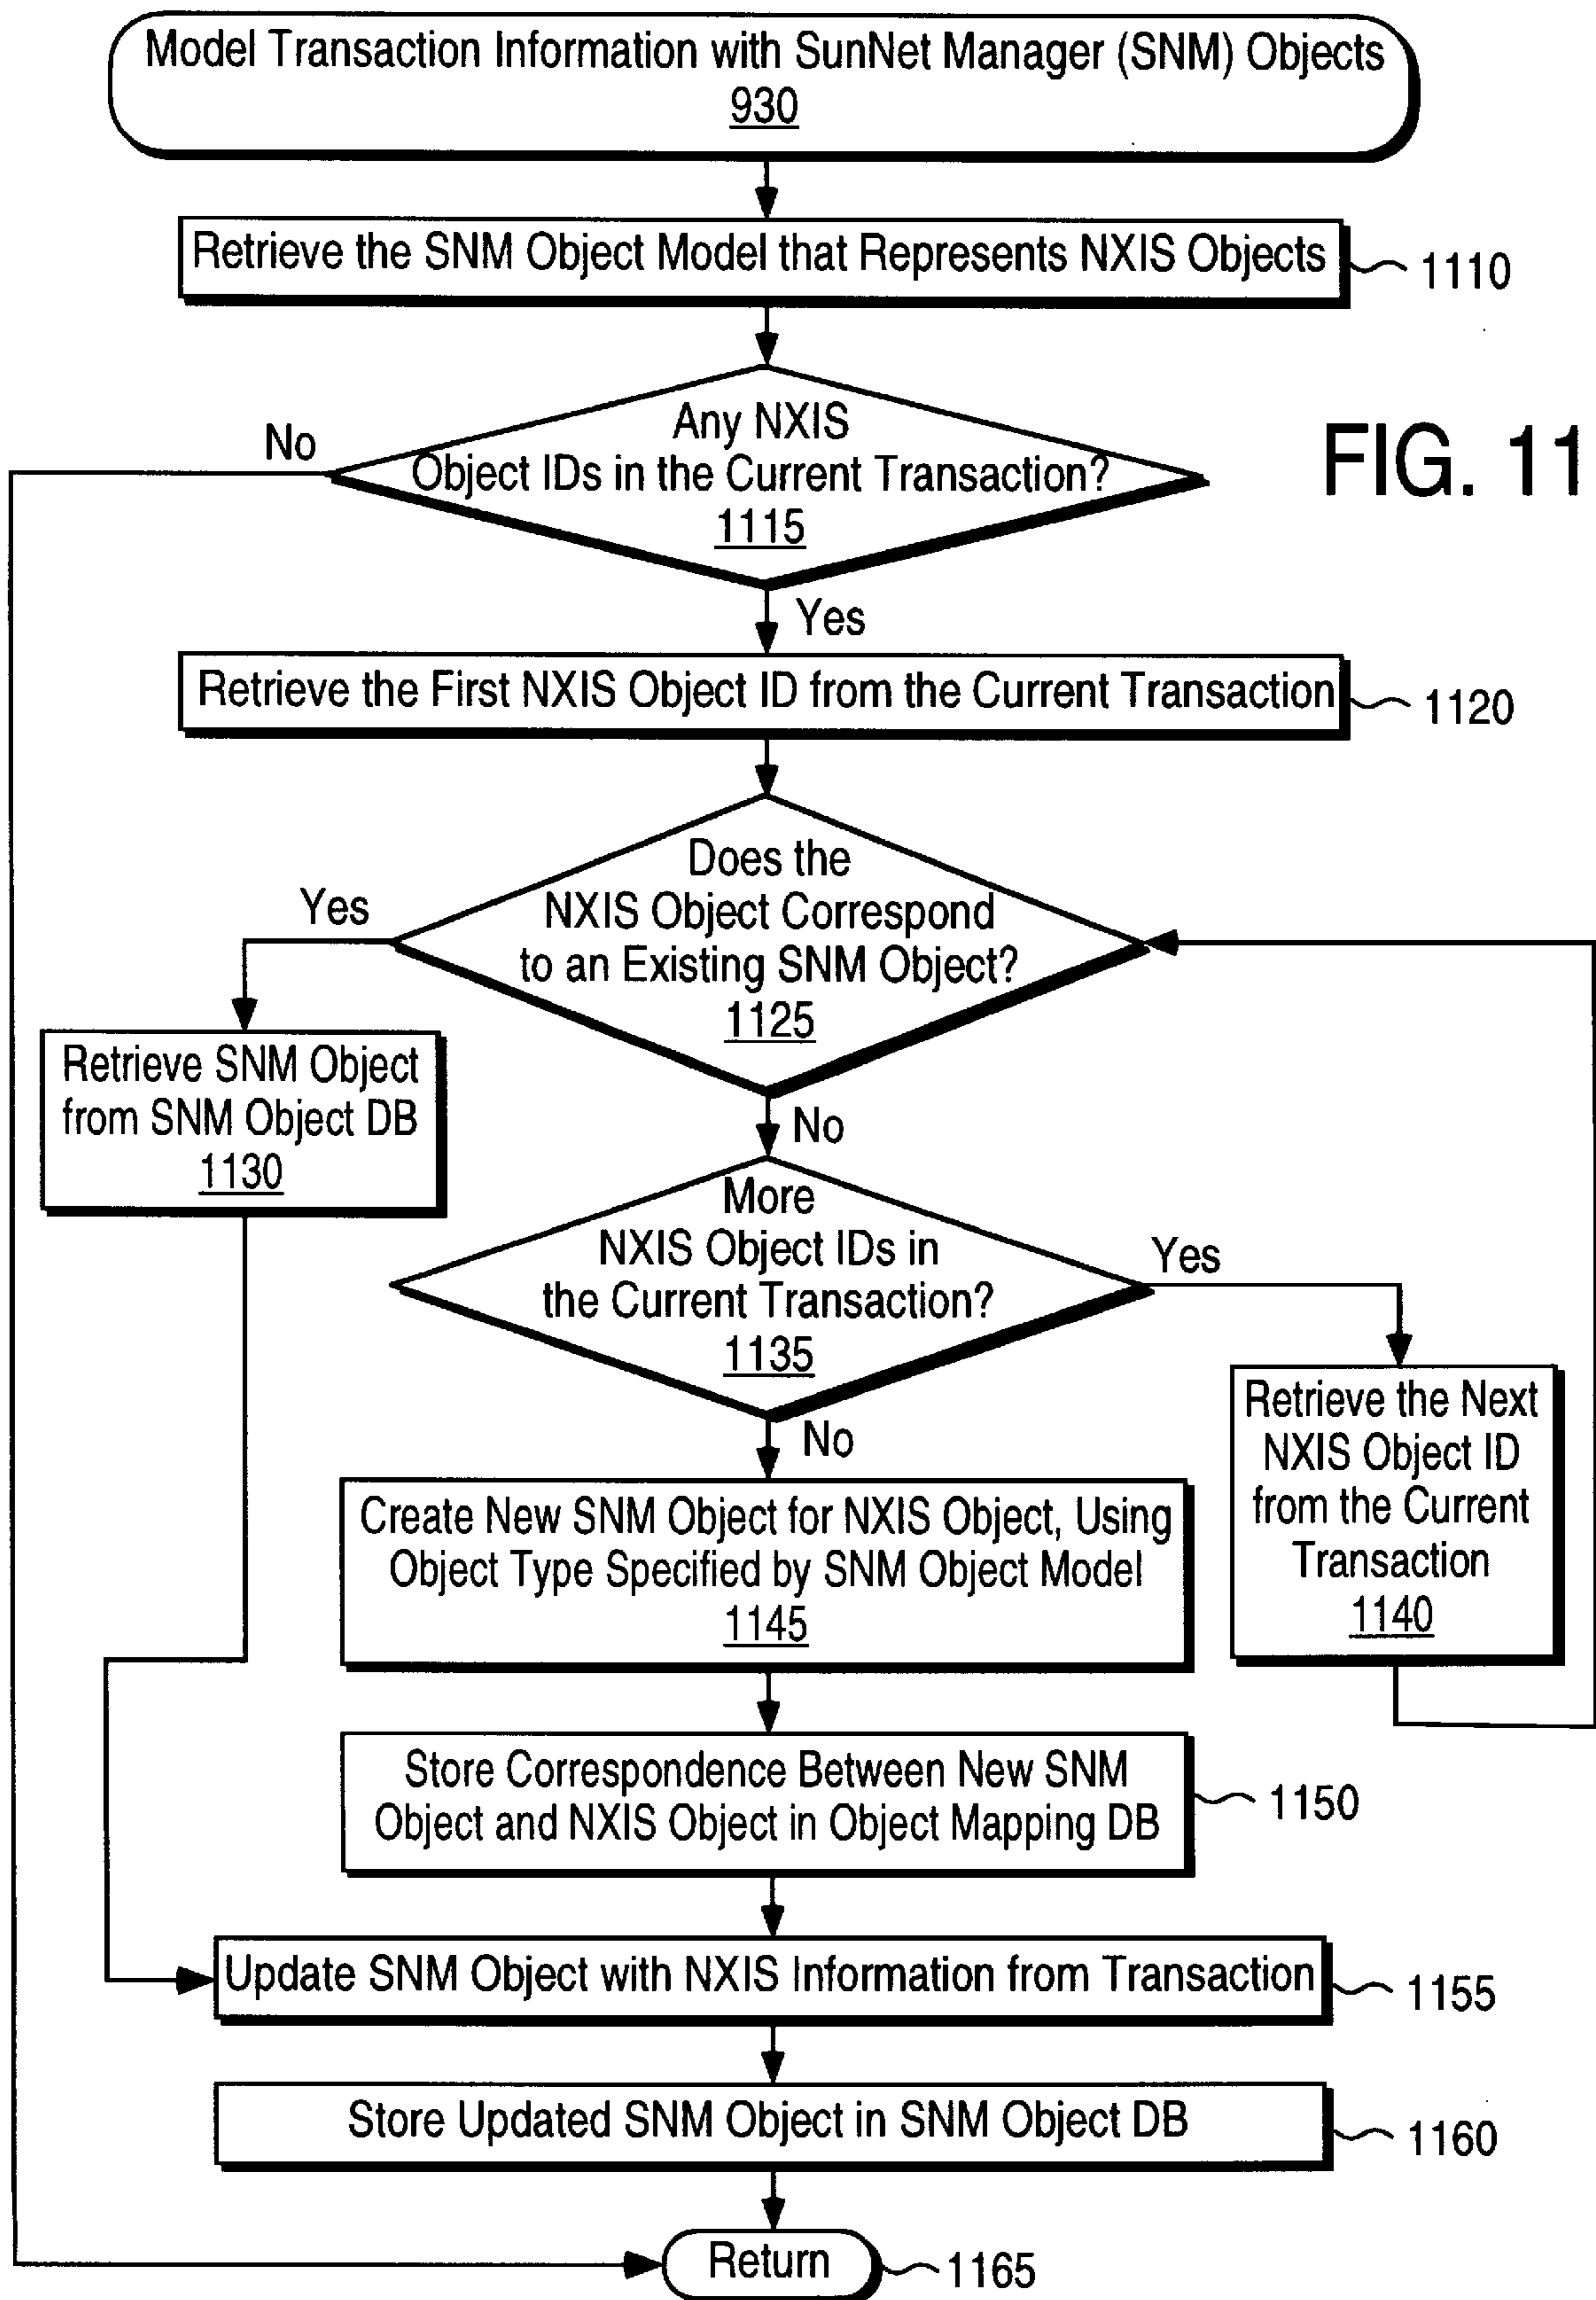 Model Transaction Information with SunNet Manager (SNM) Objects
930
Retrieve the SNM Object Model that Represents NXIS Objects
1110
Any NXIS
Object IDs in the Current Transaction?
1115
No
FIG. 11
Yes
Retrieve the First NXIS Object ID from the Current Transaction
1120
Does the
NXIS Object Correspond
to an Existing SNM Object?
1125
Yes
Retrieve SNM Object
from SNM Object DB
1130
No
More
NXIS Object IDs in
the Current Transaction?
1135
Yes
Retrieve the Next
NXIS Object ID
from the Current
Transaction
1140
No
Create New SNM Object for NXIS Object, Using
Object Type Specified by SNM Object Model
1145
Store Correspondence Between New SNM
Object and NXIS Object in Object Mapping DB
1150
Update SNM Object with NXIS Information from Transaction
1155
Store Updated SNM Object in SNM Object DB
1160
Return
1165